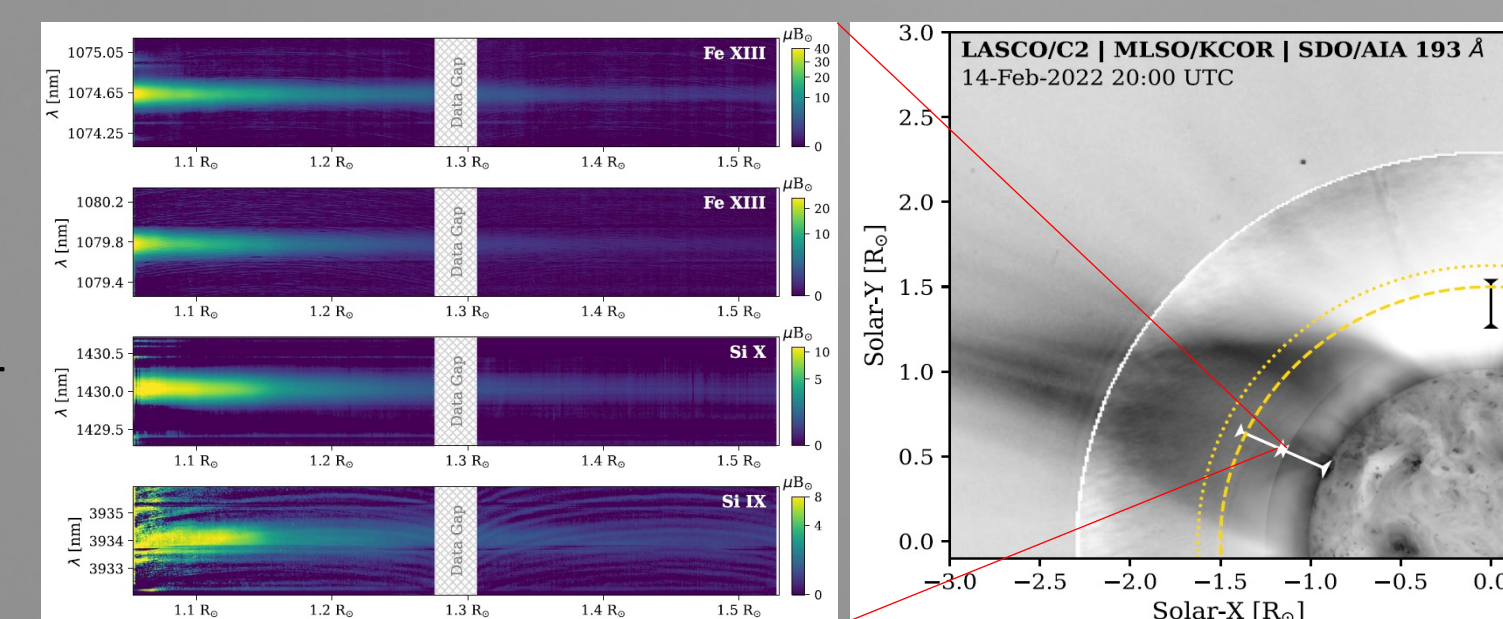 μB⊙
Fe XIII
1075.05
1074.65
1074.25
λ [nm]
40
30
20
10
0
Data Gap
1.1 R⊙ 1.2 R⊙ 1.3 R⊙ 1.4 R⊙ 1.5 R⊙
μB⊙
Fe XIII
1080.2
1079.8
1079.4
λ [nm]
20
10
0
Data Gap
1.1 R⊙ 1.2 R⊙ 1.3 R⊙ 1.4 R⊙ 1.5 R⊙
μB⊙
Si X
1430.5
1430.0
1429.5
λ [nm]
10
5
0
Data Gap
1.1 R⊙ 1.2 R⊙ 1.3 R⊙ 1.4 R⊙ 1.5 R⊙
μB⊙
Si IX
3935
3934
3933
λ [nm]
8
4
0
Data Gap
1.1 R⊙ 1.2 R⊙ 1.3 R⊙ 1.4 R⊙ 1.5 R⊙
LASCO/C2 | MLSO/KCOR | SDO/AIA 193 Å
14-Feb-2022 20:00 UTC
3.0
2.5
2.0
1.5
1.0
0.5
0.0
Solar-Y [R⊙]
−3.0 −2.5 −2.0 −1.5 −1.0 −0.5 0.0
Solar-X [R⊙]